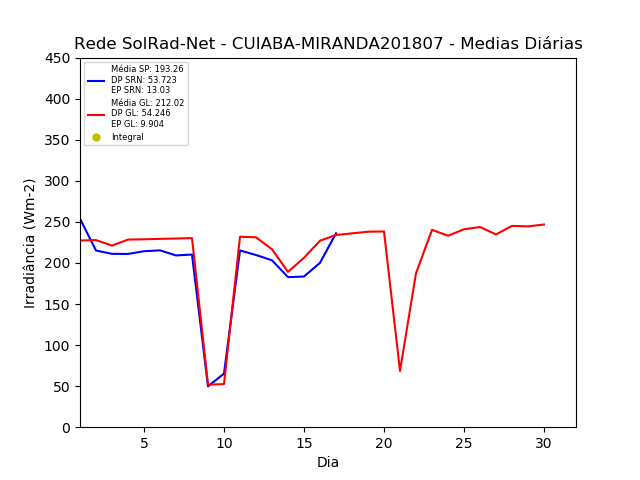 Rede SolRad-Net - CUIABA-MIRANDA201807 - Medias Diárias
450
400
350
300
250
200
150
100
50
0
Irradiância (Wm-2)
Média SP: 193.26
DP SRN: 53.723
EP SRN: 13.03
Média GL: 212.02
DP GL: 54.246
EP GL: 9.904
Integral
5
10
15
20
25
30
Dia